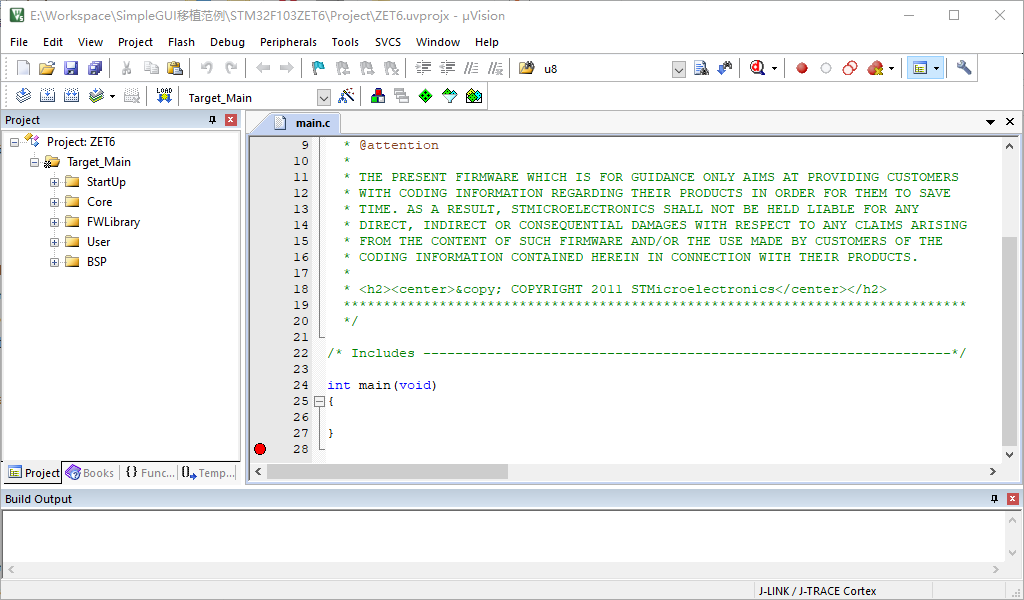 E:\Workspace\SimpleGUI移植范例\STM32F103ZET6\Project\ZET6.uvprojx - µVision
File Edit View Project Flash Debug Peripherals Tools SVCS Window Help
u8
LOAD Target_Main
Project
main.c
Project: ZET6
Target_Main
StartUp
Core
FWLibrary
User
BSP
9 * @attention
10 *
11 * THE PRESENT FIRMWARE WHICH IS FOR GUIDANCE ONLY AIMS AT PROVIDING CUSTOMERS
12 * WITH CODING INFORMATION REGARDING THEIR PRODUCTS IN ORDER FOR THEM TO SAVE
13 * TIME. AS A RESULT, STMICROELECTRONICS SHALL NOT BE HELD LIABLE FOR ANY
14 * DIRECT, INDIRECT OR CONSEQUENTIAL DAMAGES WITH RESPECT TO ANY CLAIMS ARISING
15 * FROM THE CONTENT OF SUCH FIRMWARE AND/OR THE USE MADE BY CUSTOMERS OF THE
16 * CODING INFORMATION CONTAINED HEREIN IN CONNECTION WITH THEIR PRODUCTS.
17 *
18 * <h2><center>&copy; COPYRIGHT 2011 STMicroelectronics</center></h2>
19 ******************************************************************************
20 */
21
22 /* Includes ------------------------------------------------------------------*/
23
24 int main(void)
25 {
26
27 }
28
Project Books {} Func... Temp...
Build Output
J-LINK / J-TRACE Cortex